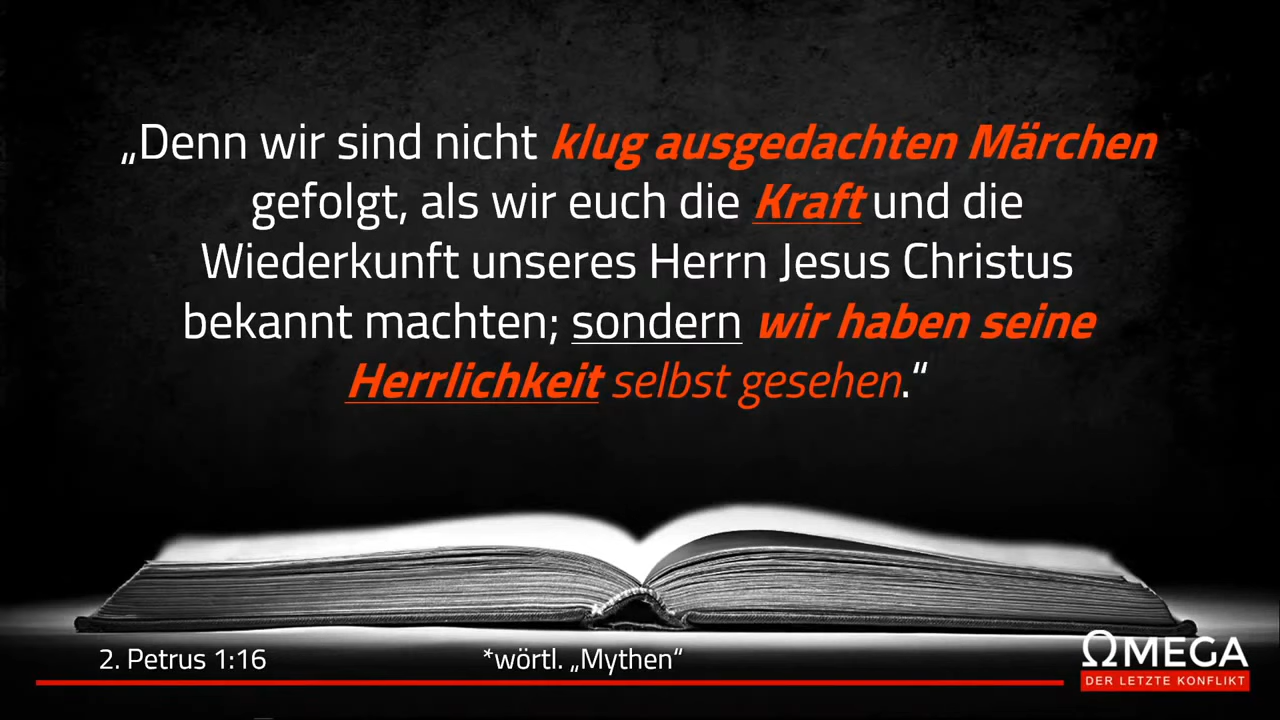 „Denn wir sind nicht klug ausgedachten Märchen
gefolgt, als wir euch die Kraft und die
Wiederkunft unseres Herrn Jesus Christus
bekannt machten; sondern wir haben seine
Herrlichkeit selbst gesehen.“
2. Petrus 1:16
*wörtl. „Mythen“
ΩMEGA
DER LETZTE KONFLIKT